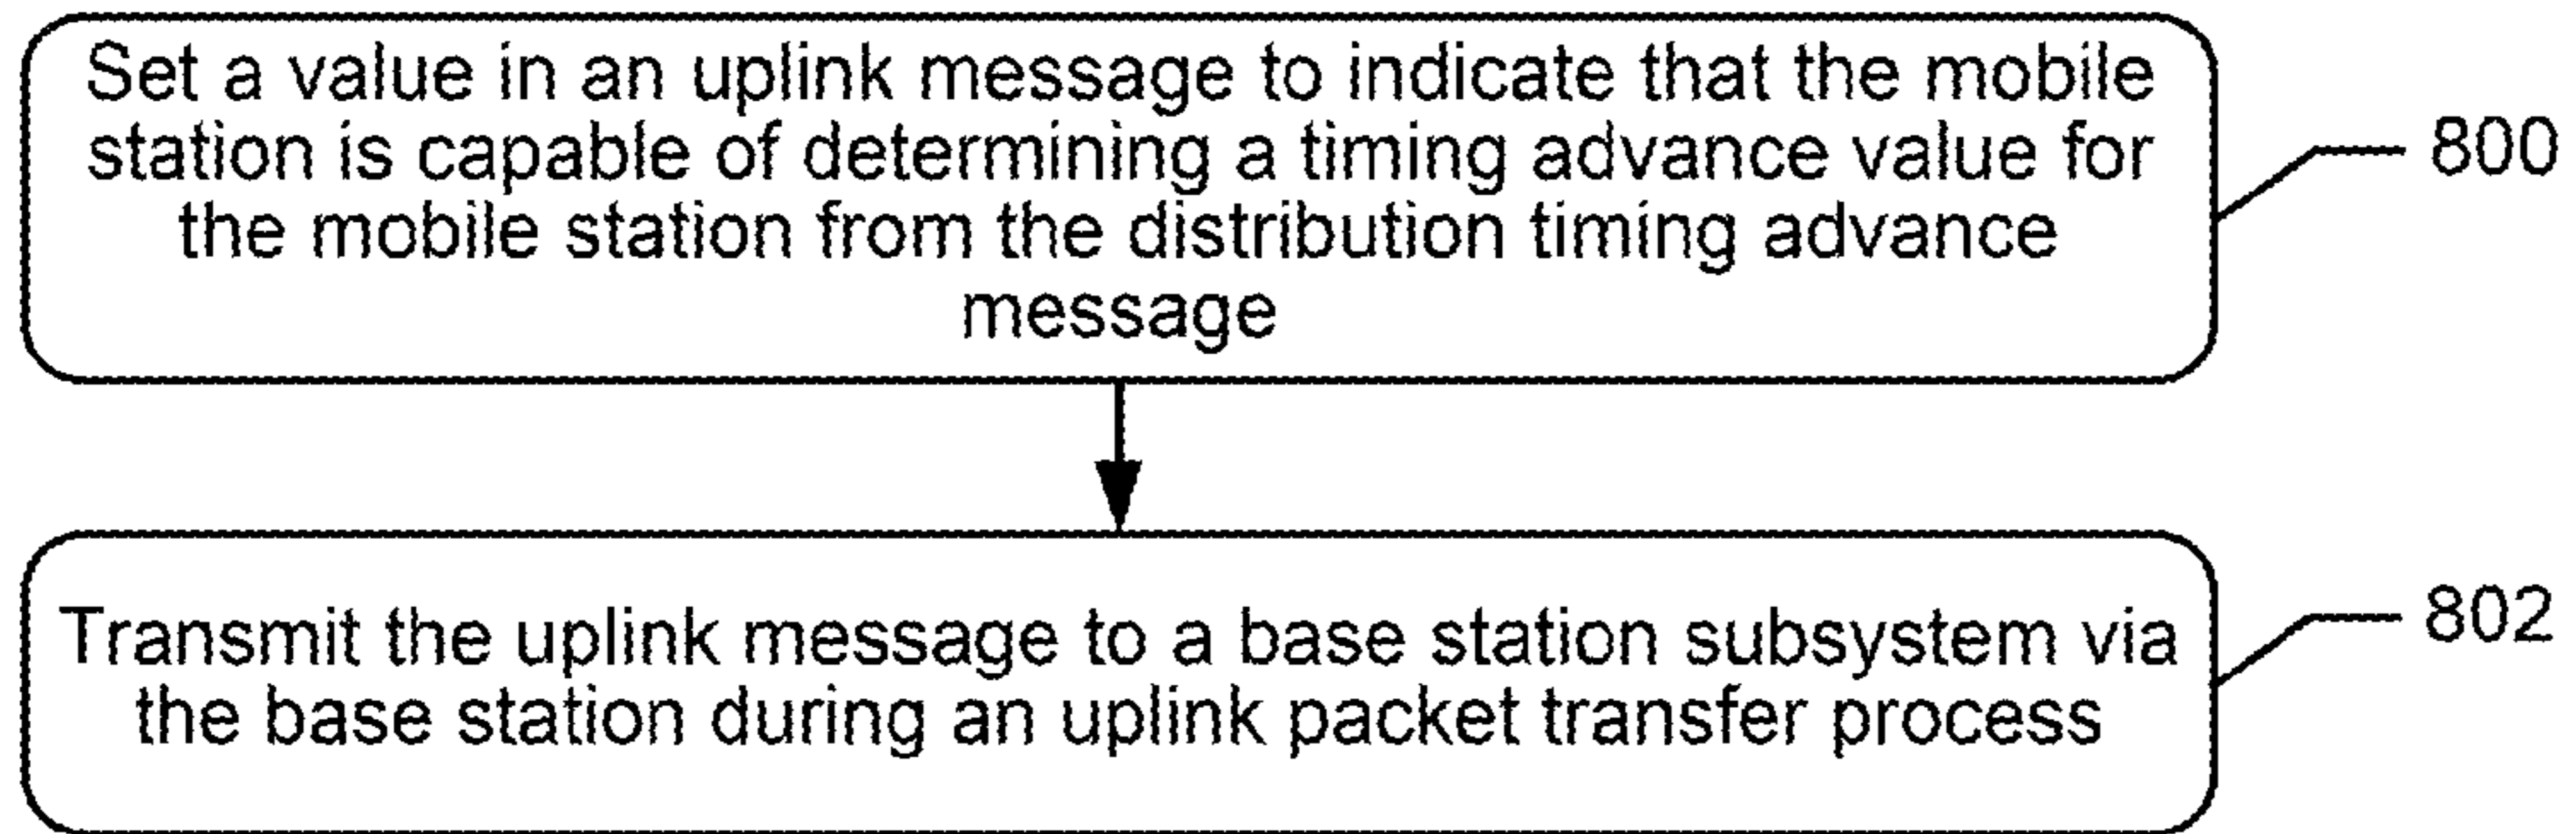 Set a value in an uplink message to indicate that the mobile
station is capable of determining a timing advance value for
the mobile station from the distribution timing advance
message
800
Transmit the uplink message to a base station subsystem via
the base station during an uplink packet transfer process
802